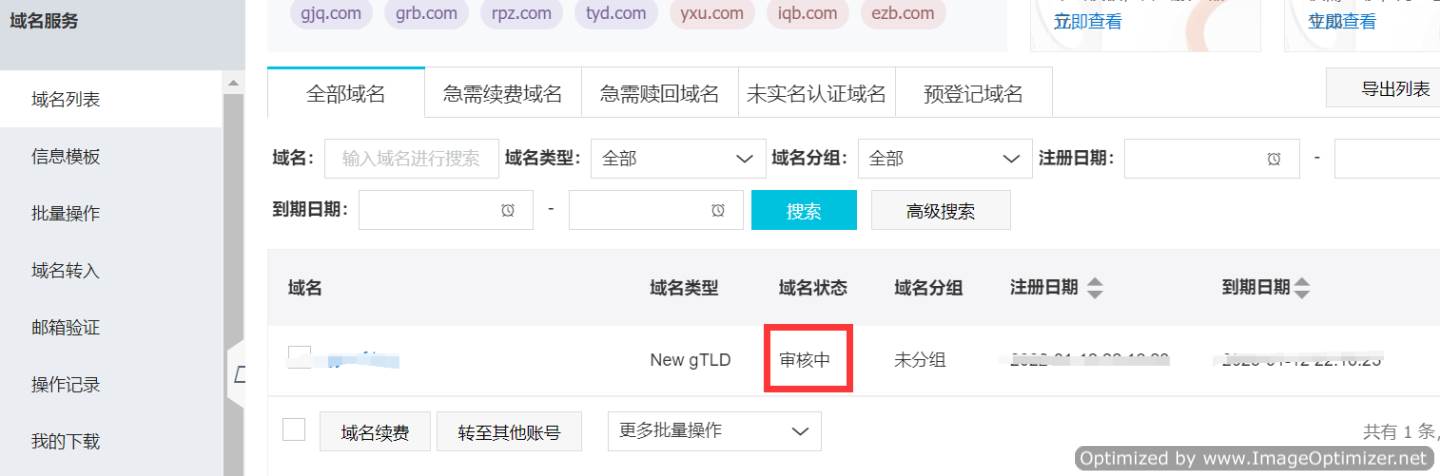 域名服务
gjq.com grb.com rpz.com tyd.com yxu.com iqb.com ezb.com
立即查看 立即查看
域名列表
信息模板
批量操作
域名转入
邮箱验证
操作记录
我的下载
全部域名 急需续费域名 急需赎回域名 未实名认证域名 预登记域名 导出列表
域名: 输入域名进行搜索 域名类型: 全部 域名分组: 全部 注册日期: -
到期日期: - 搜索 高级搜索
域名 域名类型 域名状态 域名分组 注册日期 到期日期
New gTLD 审核中 未分组
域名续费 转至其他账号 更多批量操作 共有 1 条,
Optimized by www.ImageOptimizer.net